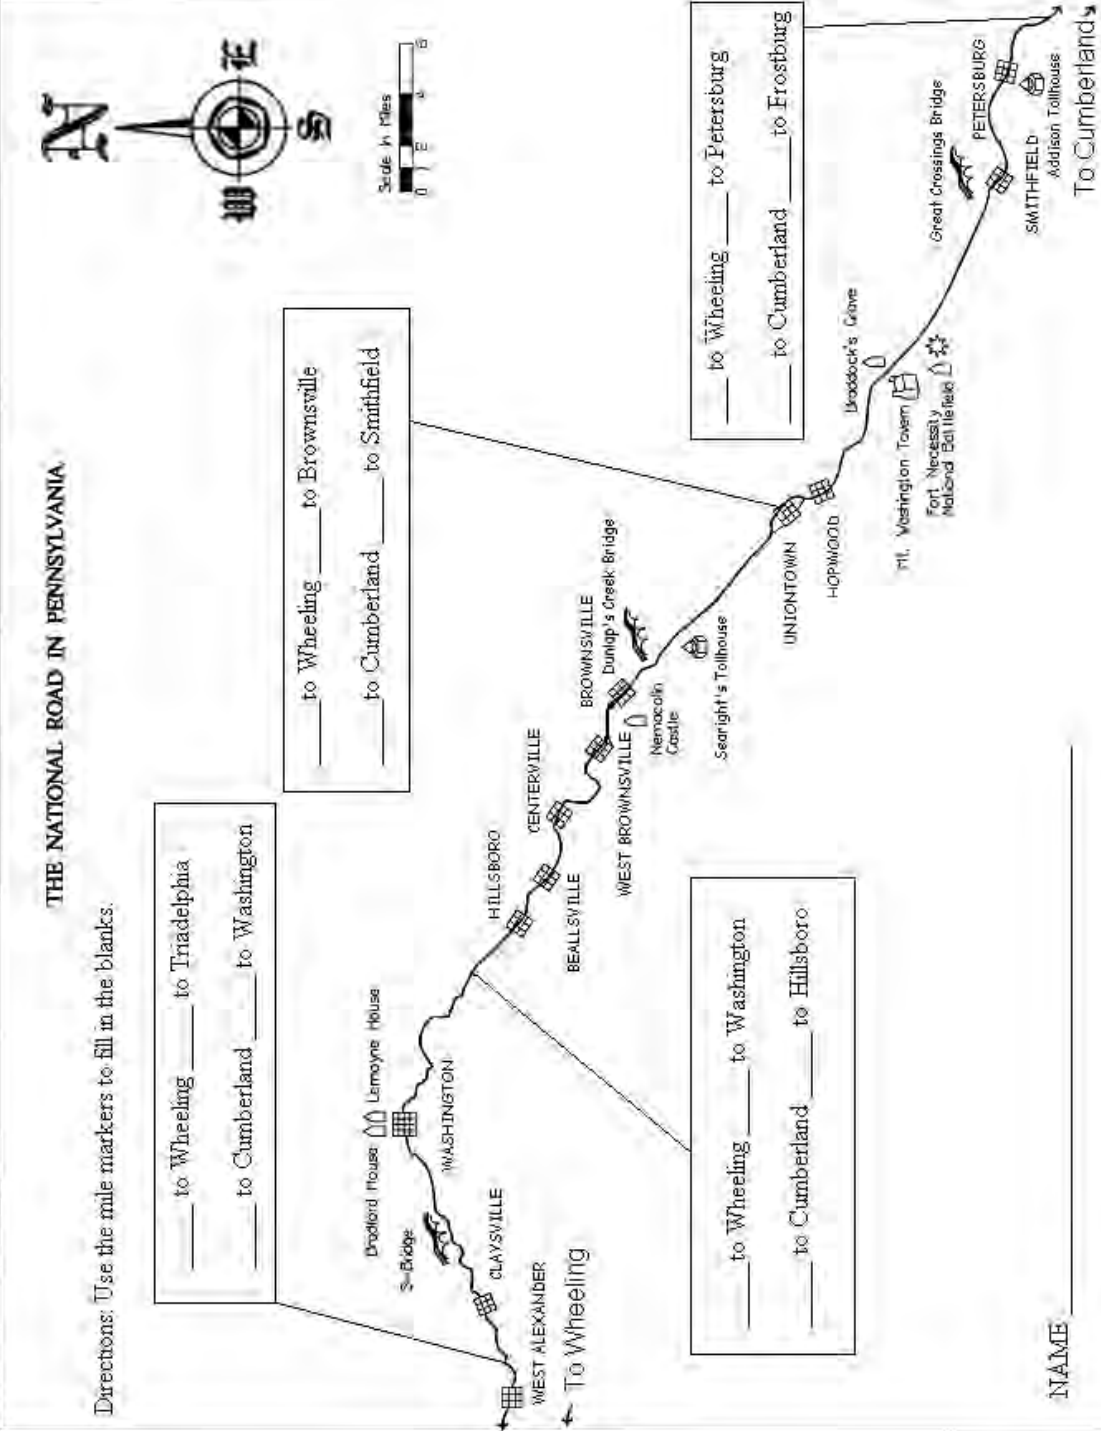 THE NATIONAL ROAD IN PENNSYLVANIA
Directions: Use the mile markers to fill in the blanks.
N
W E
S
Scale in Miles
0 2 4 6
____ to Wheeling ____ to Triadelphia
____ to Cumberland ____ to Washington
____ to Wheeling ____ to Brownsville
____ to Cumberland ____ to Smithfield
Bradford House
Lemoyne House
S-Bridge
WASHINGTON
CLAYSVILLE
WEST ALEXANDER
To Wheeling
HILLSBORO
BEALLSVILLE
CENTERVILLE
WEST BROWNSVILLE
BROWNSVILLE
Dunlap's Creek Bridge
Nemacolin
Castle
Searight's Tollhouse
UNIONTOWN
HOPWOOD
____ to Wheeling ____ to Washington
____ to Cumberland ____ to Hillsboro
____ to Wheeling ____ to Petersburg
____ to Cumberland ____ to Frostburg
Braddock's Grave
Mt. Washington Tavern
Fort Necessity
National Battlefield
Great Crossings Bridge
PETERSBURG
SMITHFIELD
Addison Tollhouse
To Cumberland
NAME ____